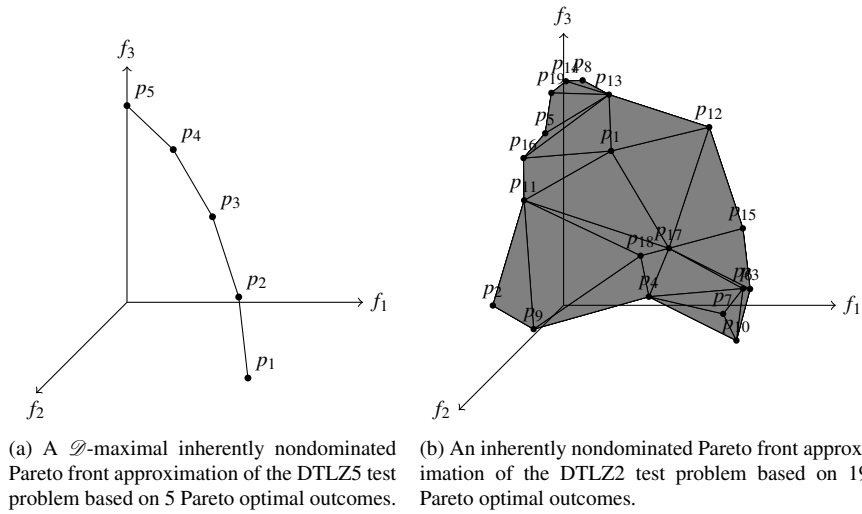 f₃
p₅
p₄
p₃
p₂
f₁
p₁
f₂
f₃
p₁₄ p₈
p₁₉ p₁₃
p₅
p₁₂
p₁₆ p₁
p₁₁
p₁₅
p₁₇
p₁₈
p₄
p₃
p₂
f₁
p₇
p₉
p₁₀
f₂
(a) A 𝒟-maximal inherently nondominated
Pareto front approximation of the DTLZ5 test
problem based on 5 Pareto optimal outcomes.
(b) An inherently nondominated Pareto front approx-
imation of the DTLZ2 test problem based on 19
Pareto optimal outcomes.